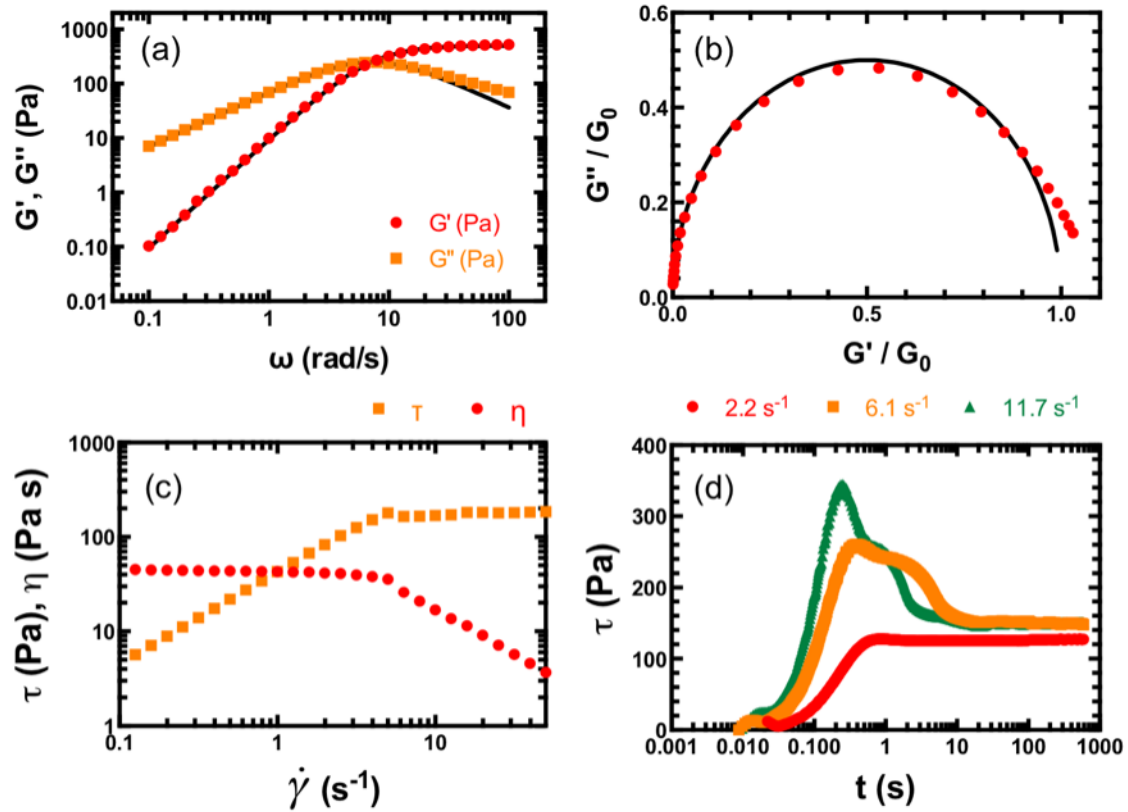 (a)
G', G'' (Pa)
1000
100
10
1
0.10
0.01
G' (Pa)
G'' (Pa)
0.1 1 10 100
ω (rad/s)
(b)
G'' / G0
0.6
0.4
0.2
0.0
0.0 0.5 1.0
G' / G0
τ η
(c)
τ (Pa), η (Pa s)
1000
100
10
1
0.1 1 10
γ̇ (s-1)
2.2 s-1 6.1 s-1 11.7 s-1
(d)
τ (Pa)
400
300
200
100
0
0.001 0.010 0.100 1 10 100 1000
t (s)